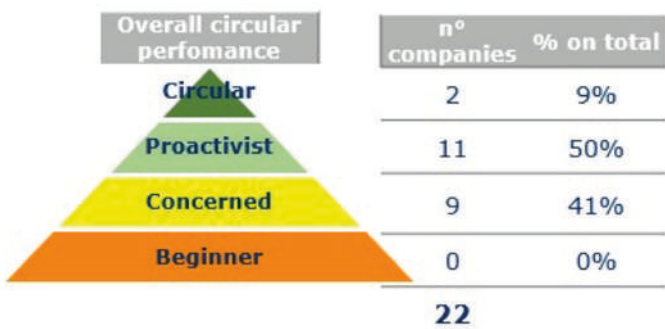 Overall circular
perfomance
n°
companies
% on total
Circular
2
9%
Proactivist
11
50%
Concerned
9
41%
Beginner
0
0%
22